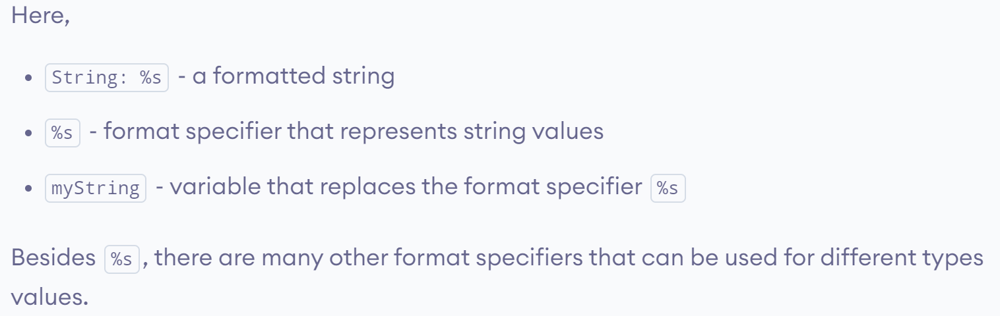 Here,
• String: %s - a formatted string
• %s - format specifier that represents string values
• myString - variable that replaces the format specifier %s
Besides %s, there are many other format specifiers that can be used for different types
values.